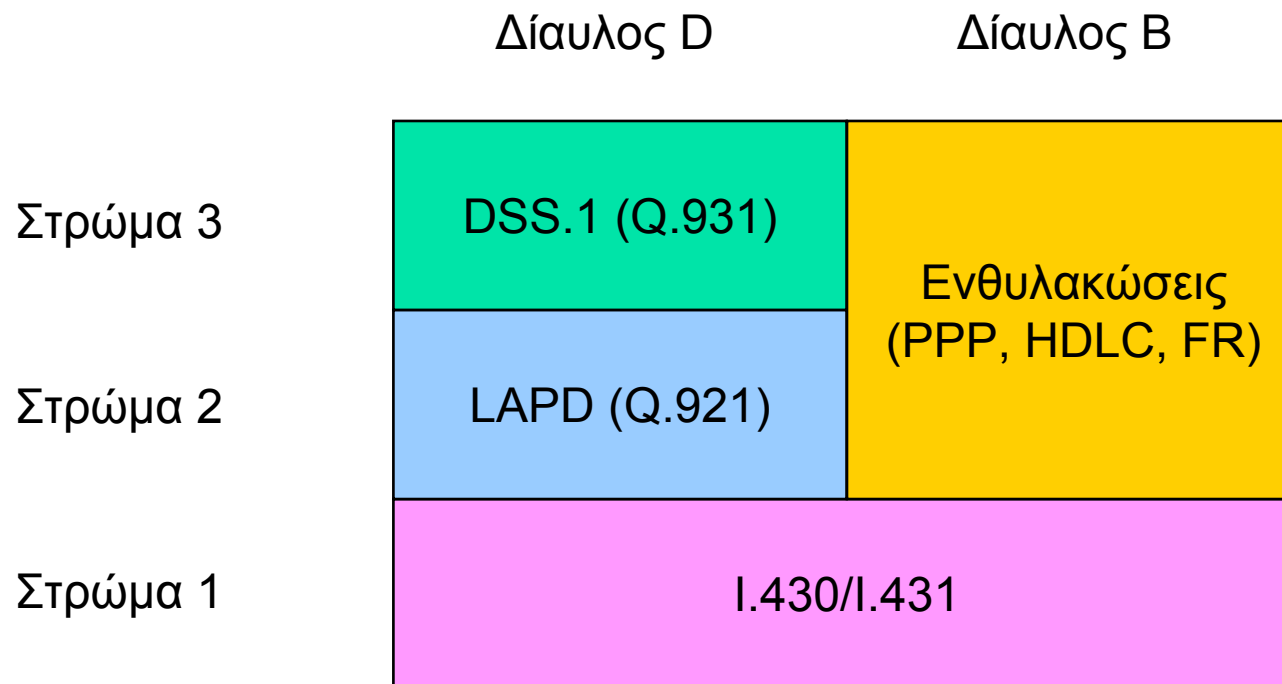 Δίαυλος D Δίαυλος B
Στρώμα 3
DSS.1 (Q.931)
Ενθυλακώσεις
(PPP, HDLC, FR)
Στρώμα 2
LAPD (Q.921)
Στρώμα 1
I.430/I.431